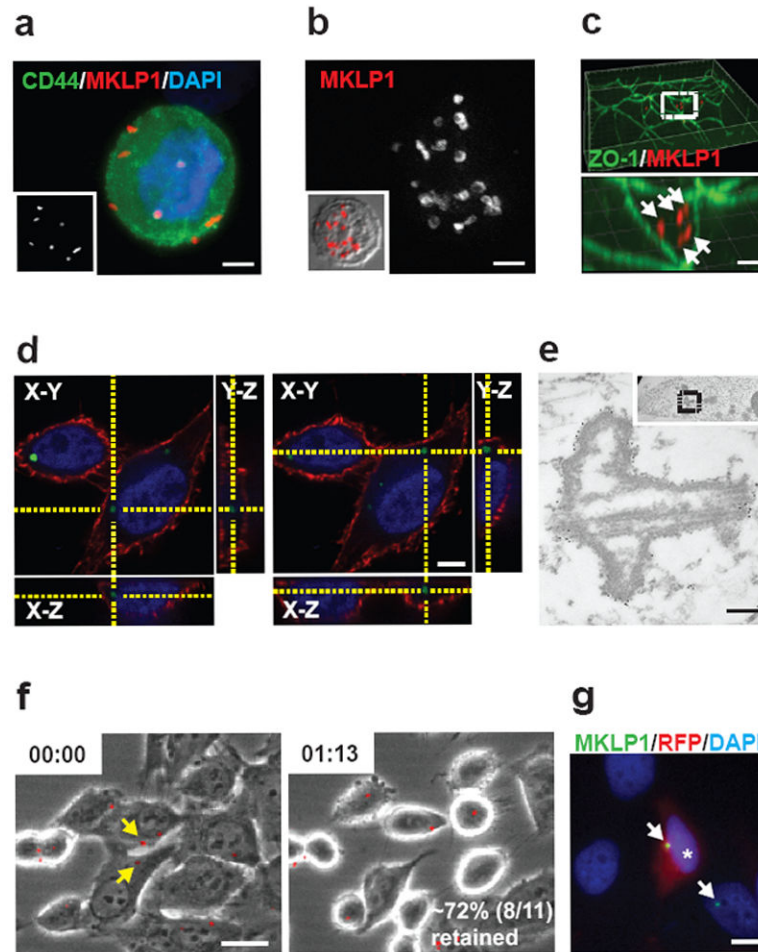 a
CD44/MKLP1/DAPI
b
MKLP1
c
ZO-1/MKLP1
d
X-Y
Y-Z
X-Z
X-Y
Y-Z
X-Z
e
f
00:00
01:13
~72% (8/11)
retained
g
MKLP1/RFP/DAPI